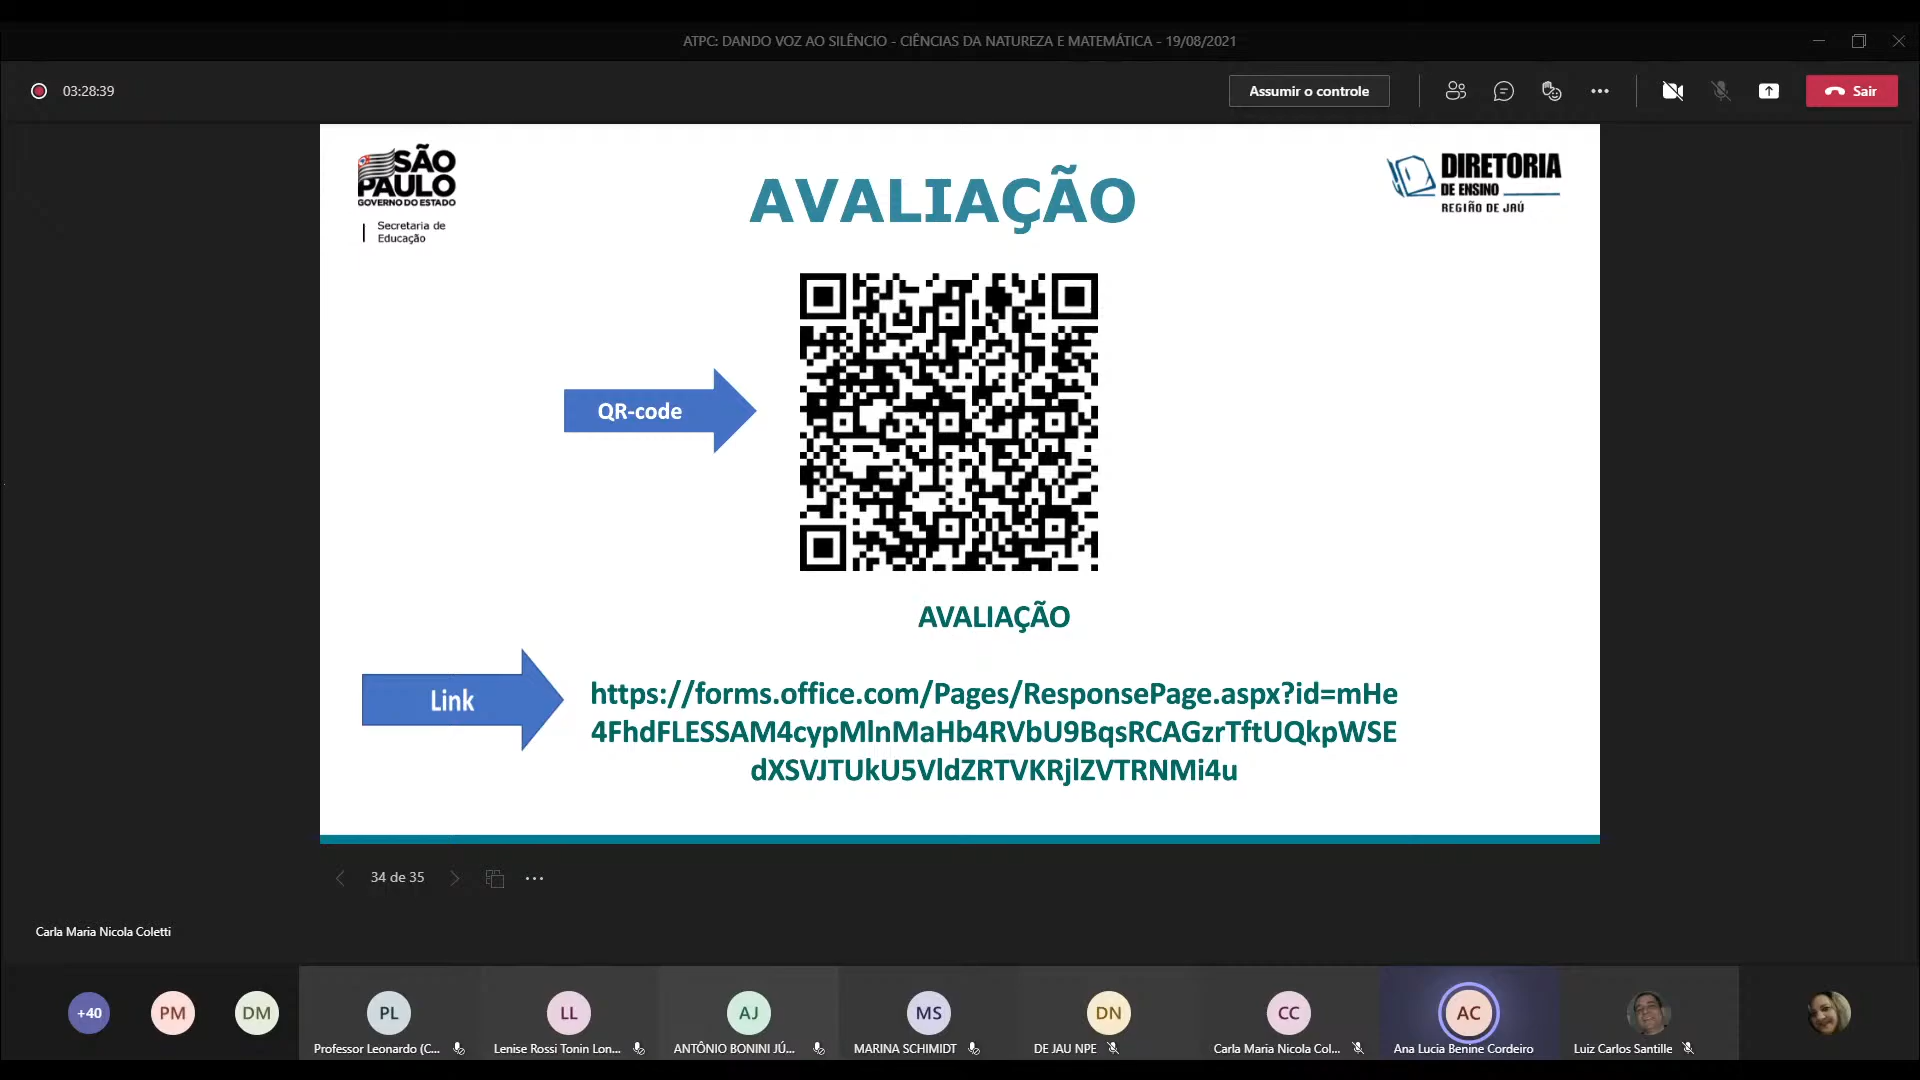 ATPC: DANDO VOZ AO SILÊNCIO - CIÊNCIAS DA NATUREZA E MATEMÁTICA - 19/08/2021
03:28:39
Assumir o controle
Sair
SÃO
PAULO
GOVERNO DO ESTADO
Secretaria de
Educação
AVALIAÇÃO
DIRETORIA
DE ENSINO
REGIÃO DE JAÚ
QR-code
AVALIAÇÃO
Link
https://forms.office.com/Pages/ResponsePage.aspx?id=mHe
4FhdFLESSAM4cypMlnMaHb4RVbU9BqsRCAGzrTftUQkpWSE
dXSVJTUkU5VldZRTVKRjlZVTRNMi4u
34 de 35
Carla Maria Nicola Coletti
+40
PM
DM
PL
LL
AJ
MS
DN
CC
AC
Professor Leonardo (C...
Lenise Rossi Tonin Lon...
ANTÔNIO BONINI JÚ...
MARINA SCHIMIDT
DE JAU NPE
Carla Maria Nicola Col...
Ana Lucia Benine Cordeiro
Luiz Carlos Santille